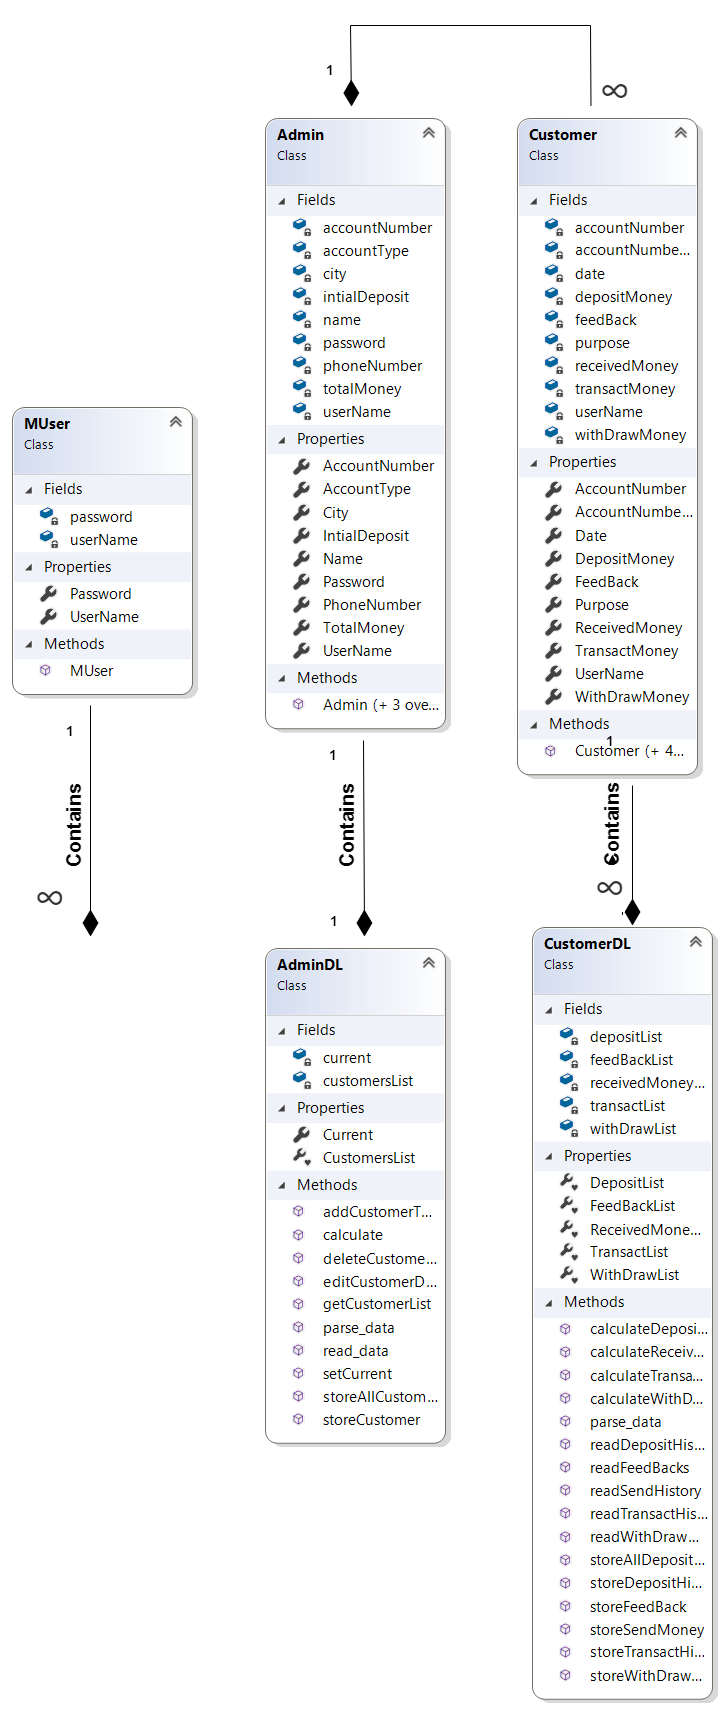 1
∞
Admin
Class
Fields
accountNumber
accountType
city
intialDeposit
name
password
phoneNumber
totalMoney
userName
Properties
AccountNumber
AccountType
City
IntialDeposit
Name
Password
PhoneNumber
TotalMoney
UserName
Methods
Admin (+ 3 ove...
Customer
Class
Fields
accountNumber
accountNumbe...
date
depositMoney
feedBack
purpose
receivedMoney
transactMoney
userName
withDrawMoney
Properties
AccountNumber
AccountNumbe...
Date
DepositMoney
FeedBack
Purpose
ReceivedMoney
TransactMoney
UserName
WithDrawMoney
Methods
1
Customer (+ 4...
MUser
Class
Fields
password
userName
Properties
Password
UserName
Methods
MUser
1
Contains
∞
1
Contains
1
Contains
∞
AdminDL
Class
Fields
current
customersList
Properties
Current
CustomersList
Methods
addCustomerT...
calculate
deleteCustome...
editCustomerD...
getCustomerList
parse_data
read_data
setCurrent
storeAllCustom...
storeCustomer
CustomerDL
Class
Fields
depositList
feedBackList
receivedMoney...
transactList
withDrawList
Properties
DepositList
FeedBackList
ReceivedMone...
TransactList
WithDrawList
Methods
calculateDeposi...
calculateReceiv...
calculateTransa...
calculateWithD...
parse_data
readDepositHis...
readFeedBacks
readSendHistory
readTransactHis...
readWithDraw...
storeAllDeposit...
storeDepositHi...
storeFeedBack
storeSendMoney
storeTransactHi...
storeWithDraw...